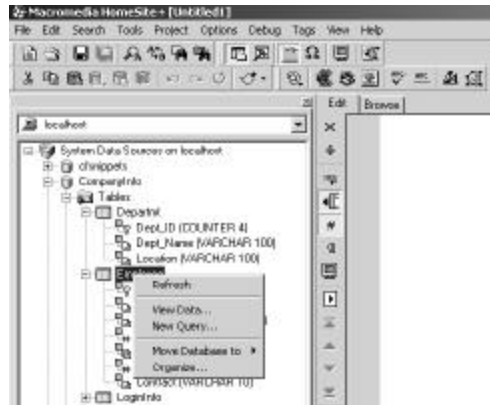 Macromedia HomeSite+ [Untitled1]
File Edit Search Tools Project Options Debug Tags View Help
Edit Browse
localhost
System Data Sources on localhost
cfsnippets
CompanyInfo
Tables
Departmt
Dept_ID (COUNTER 4)
Dept_Name (VARCHAR 100)
Location (VARCHAR 100)
Refresh
View Data...
New Query...
Move Database to
Organize...
Contact (VARCHAR 10)
LoginInfo